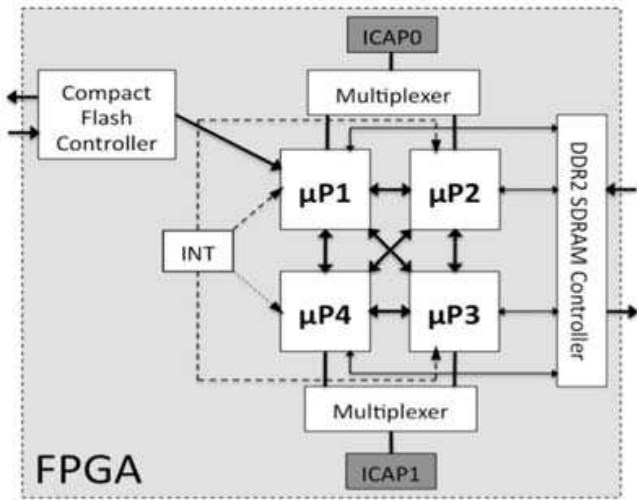 ICAP0
Multiplexer
Compact
Flash
Controller
µP1
µP2
INT
µP4
µP3
DDR2 SDRAM Controller
Multiplexer
ICAP1
FPGA